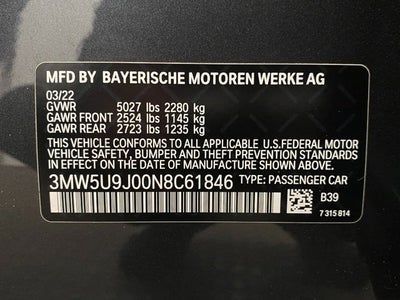 MFD BY BAYERISCHE MOTOREN WERKE AG
03/22
GVWR 5027 lbs 2280 kg
GAWR FRONT 2524 lbs 1145 kg
GAWR REAR 2723 lbs 1235 kg
THIS VEHICLE CONFORMS TO ALL APPLICABLE U.S.FEDERAL MOTOR
VEHICLE SAFETY, BUMPER, AND THEFT PREVENTION STANDARDS
IN EFFECT ON THE DATE OF MANUFACTURE SHOWN ABOVE.
3MW5U9J00N8C61846 TYPE: PASSENGER CAR
B39
7 315 814